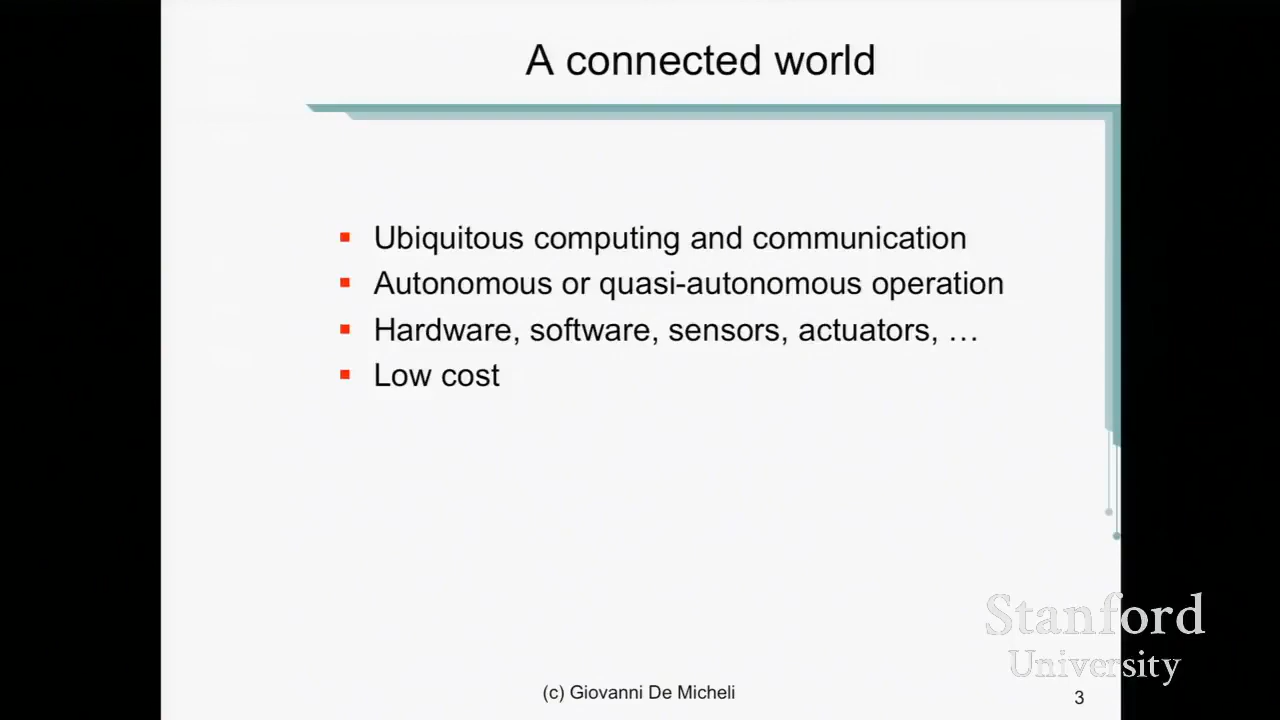 A connected world
Ubiquitous computing and communication
Autonomous or quasi-autonomous operation
Hardware, software, sensors, actuators, …
Low cost
Stanford
University
(c) Giovanni De Micheli
3